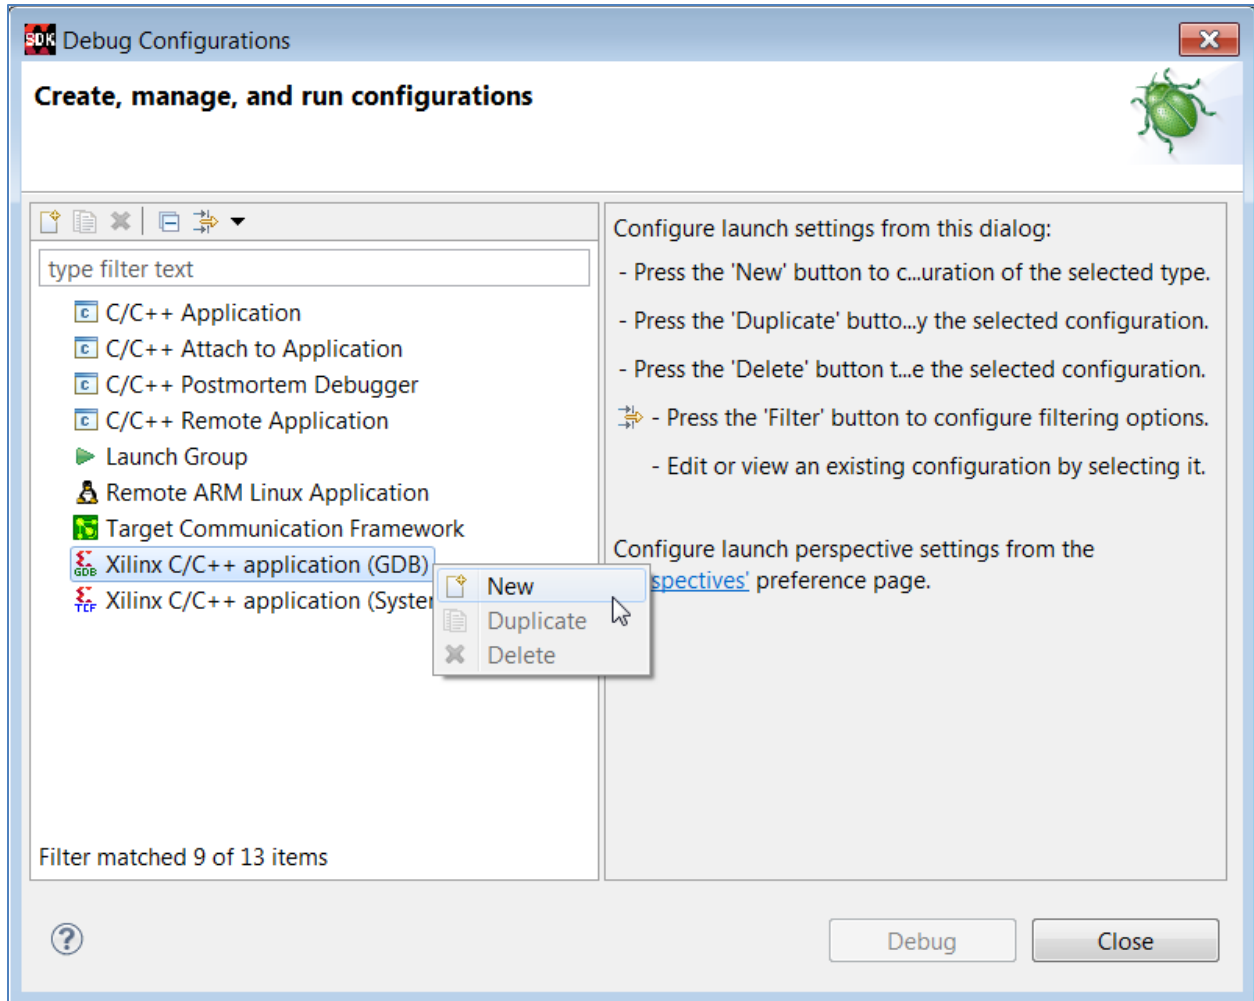 SDK Debug Configurations
Create, manage, and run configurations
type filter text
C/C++ Application
C/C++ Attach to Application
C/C++ Postmortem Debugger
C/C++ Remote Application
Launch Group
Remote ARM Linux Application
Target Communication Framework
GDB Xilinx C/C++ application (GDB)
TCF Xilinx C/C++ application (System
New
Duplicate
Delete
Filter matched 9 of 13 items
Configure launch settings from this dialog:
- Press the 'New' button to c...uration of the selected type.
- Press the 'Duplicate' butto...y the selected configuration.
- Press the 'Delete' button t...e the selected configuration.
- Press the 'Filter' button to configure filtering options.
- Edit or view an existing configuration by selecting it.
Configure launch perspective settings from the
spectives' preference page.
?
Debug
Close